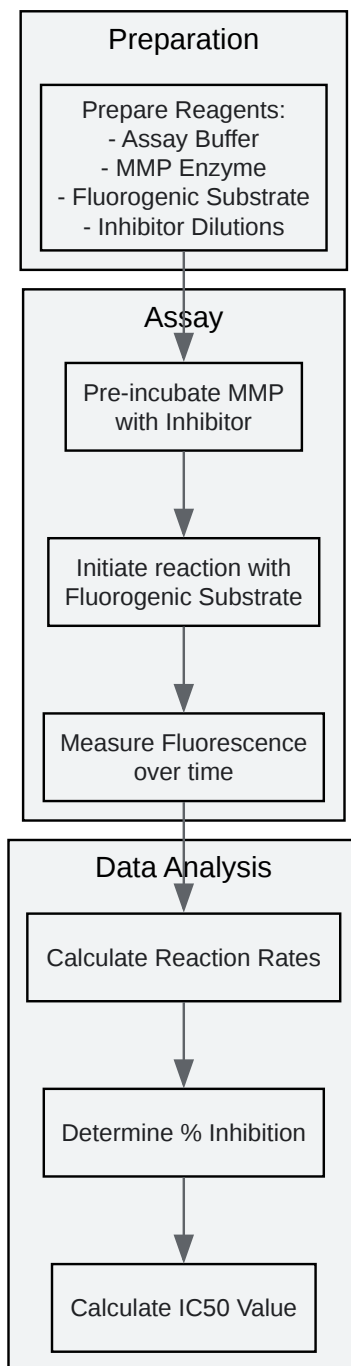 Preparation
Prepare Reagents:
- Assay Buffer
- MMP Enzyme
- Fluorogenic Substrate
- Inhibitor Dilutions
Assay
Pre-incubate MMP
with Inhibitor
Initiate reaction with
Fluorogenic Substrate
Measure Fluorescence
over time
Data Analysis
Calculate Reaction Rates
Determine % Inhibition
Calculate IC50 Value